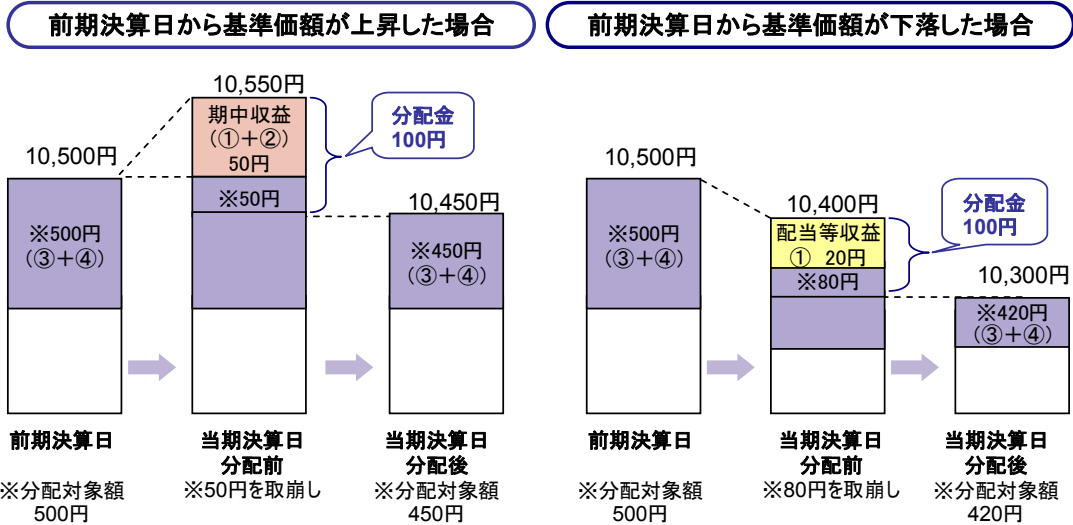 前期決算日から基準価額が上昇した場合
10,550円
期中収益
(①+②)
50円
分配金
100円
10,500円
※50円
10,450円
※500円
(③+④)
※450円
(③+④)
前期決算日
当期決算日
分配前
当期決算日
分配後
※分配対象額
500円
※50円を取崩し
※分配対象額
450円
前期決算日から基準価額が下落した場合
10,500円
10,400円
配当等収益
① 20円
分配金
100円
※500円
(③+④)
※80円
10,300円
※420円
(③+④)
前期決算日
当期決算日
分配前
当期決算日
分配後
※分配対象額
500円
※80円を取崩し
※分配対象額
420円